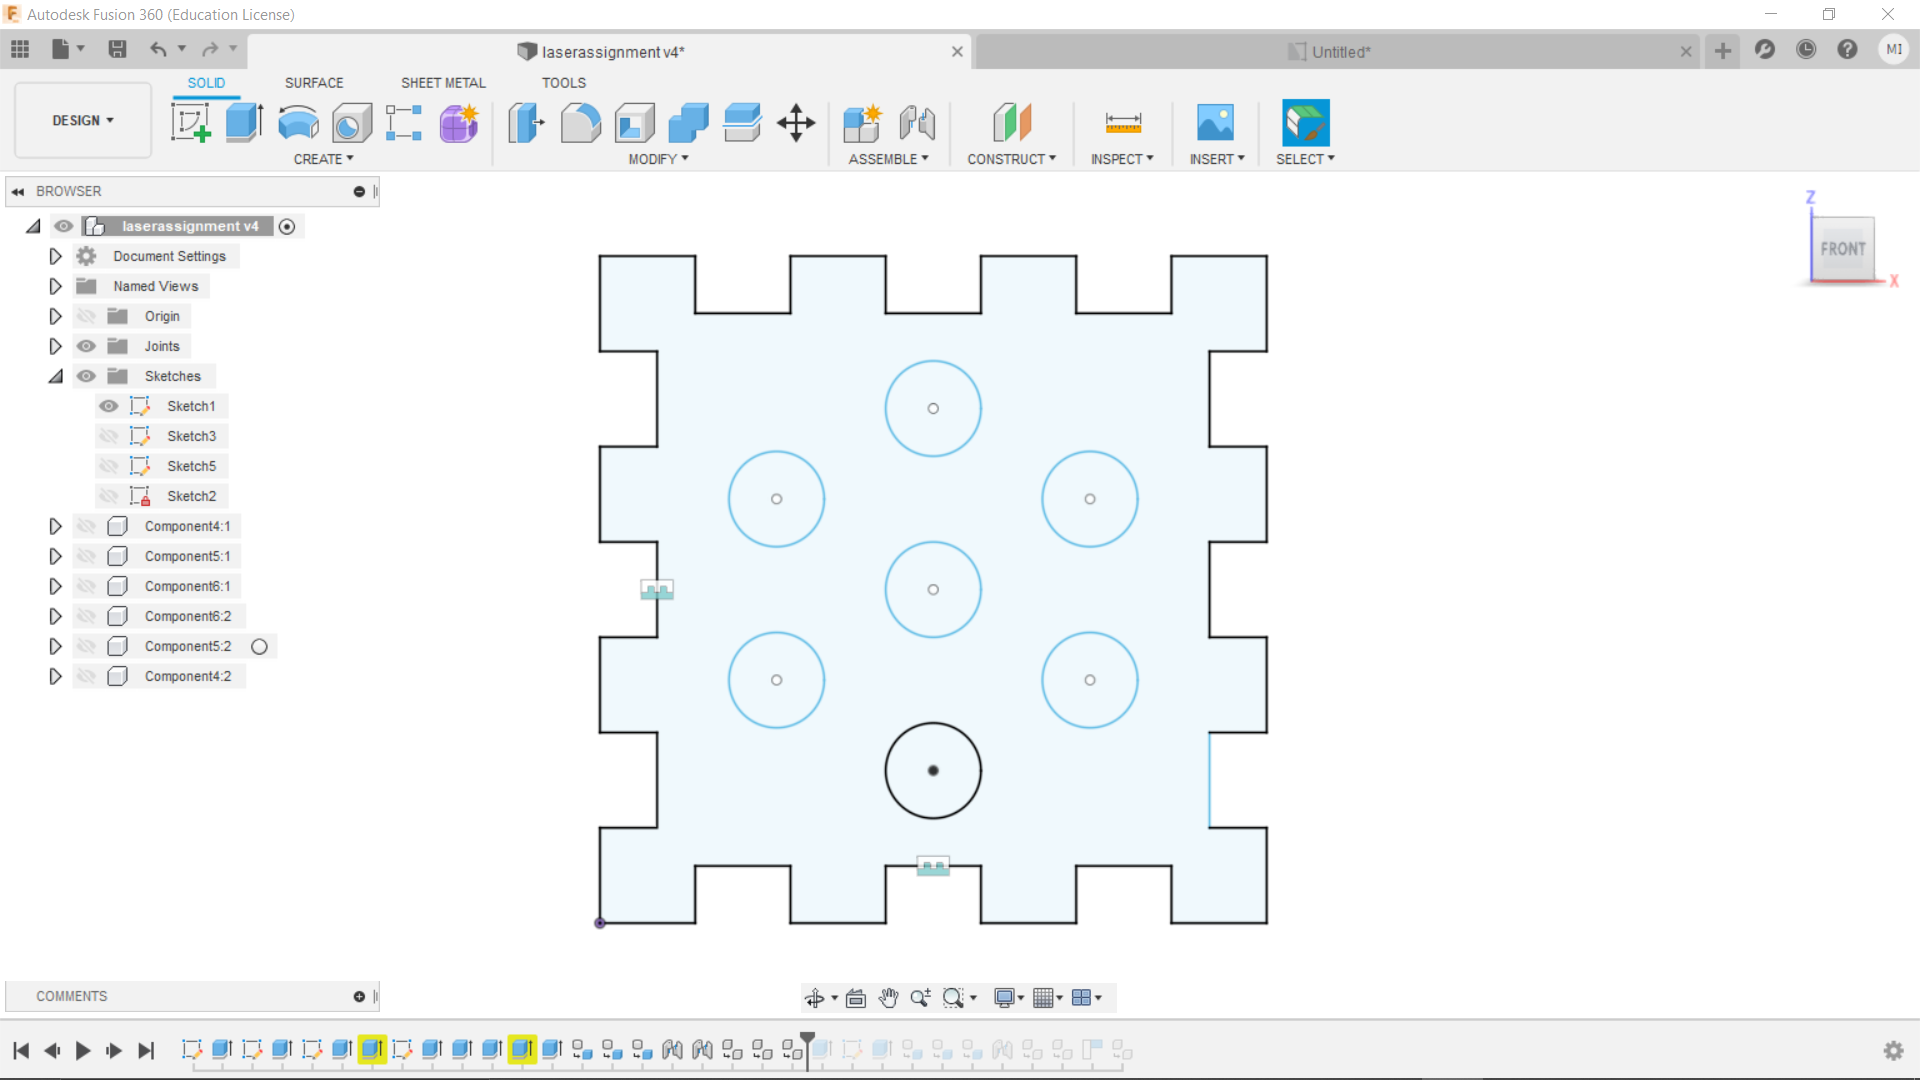 Autodesk Fusion 360 (Education License)
laserassignment v4*
Untitled*
MI
SOLID
SURFACE
SHEET METAL
TOOLS
DESIGN
CREATE
MODIFY
ASSEMBLE
CONSTRUCT
INSPECT
INSERT
SELECT
BROWSER
laserassignment v4
Document Settings
Named Views
Origin
Joints
Sketches
Sketch1
Sketch3
Sketch5
Sketch2
Component4:1
Component5:1
Component6:1
Component6:2
Component5:2
Component4:2
Z
FRONT
X
COMMENTS